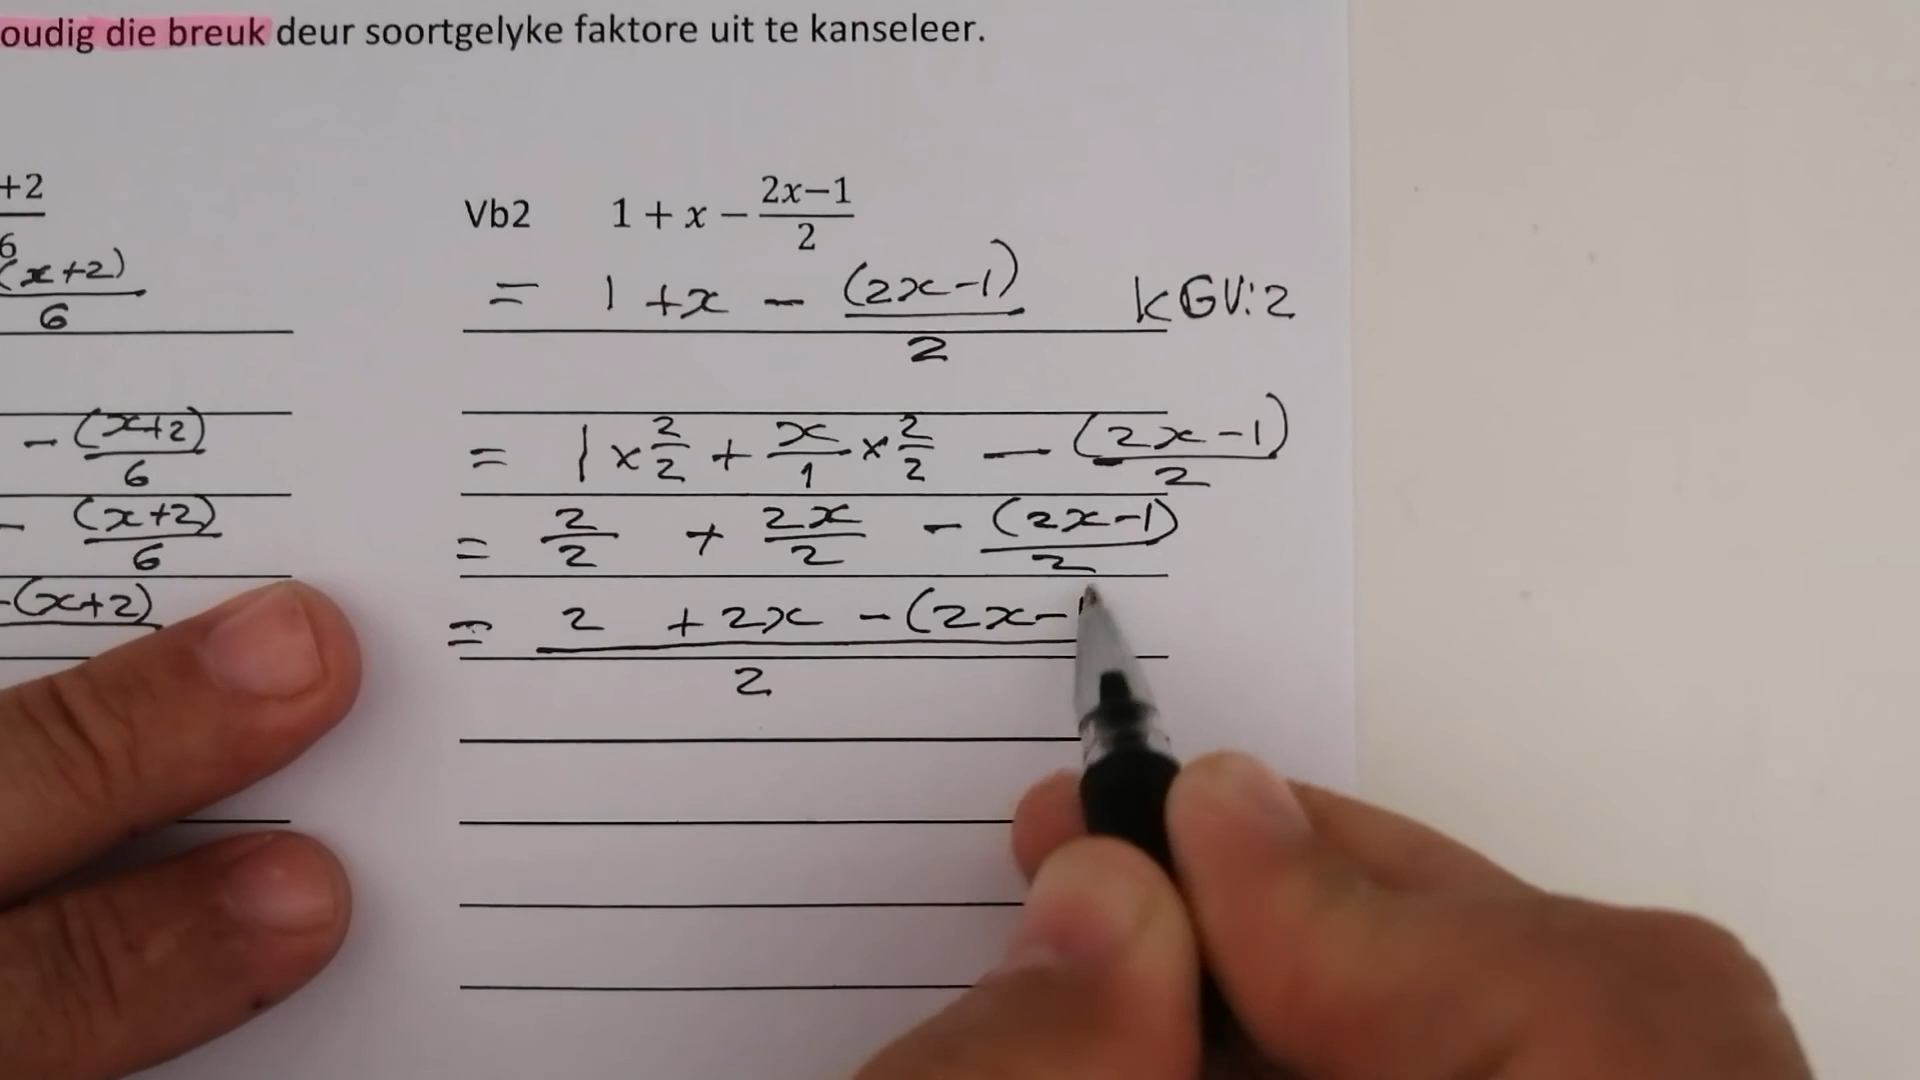 oudig die breuk deur soortgelyke faktore uit te kanseleer.
+2
6
(x+2)
6
-(x+2)
6
- (x+2)
6
-(x+2)
Vb2 1 + x - 2x-1
2
= 1 + x - (2x-1) KGV:2
2
= 1 × 2/2 + x/1 × 2/2 - (2x-1)/2
= 2/2 + 2x/2 - (2x-1)/2
= 2 + 2x - (2x-1
2